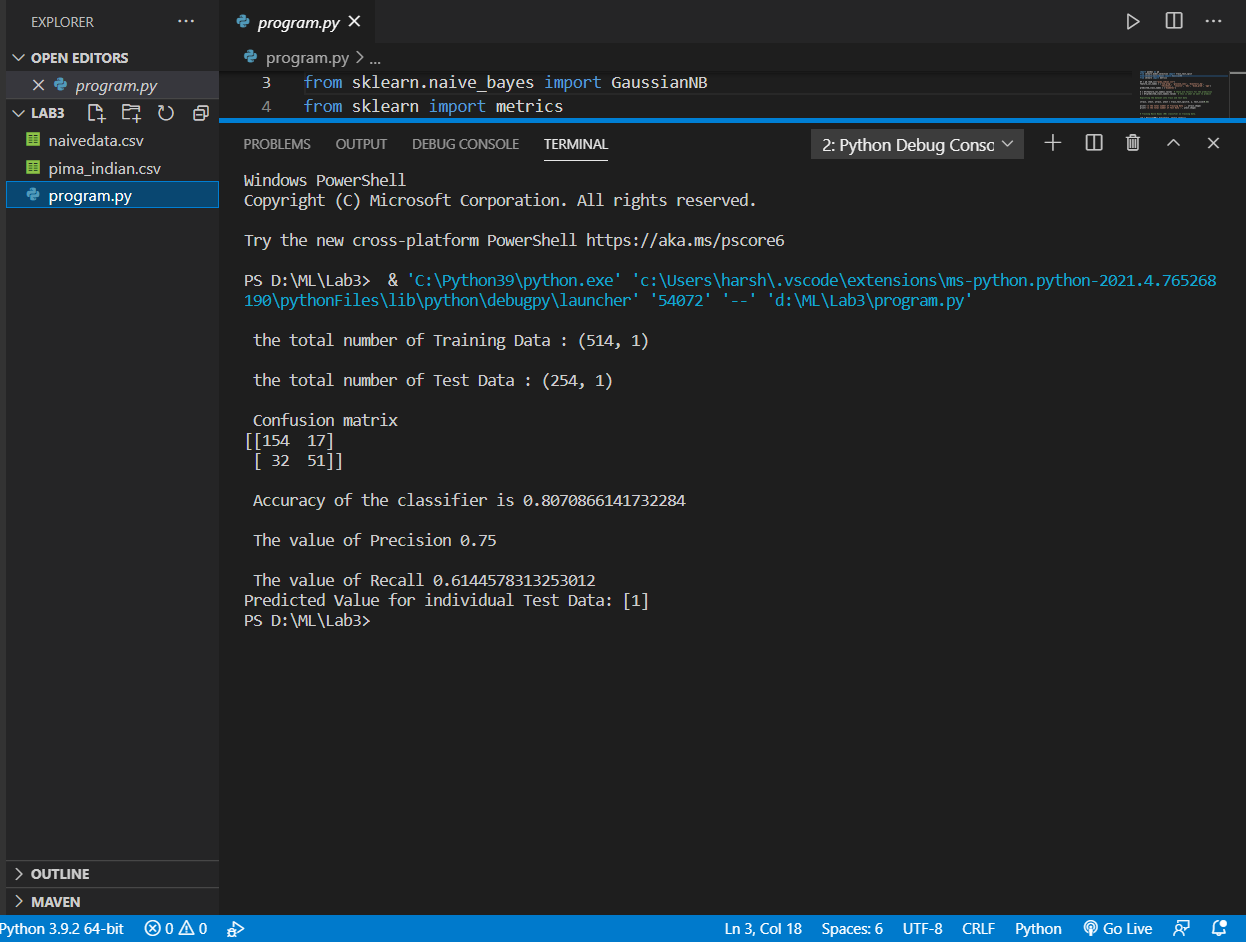 EXPLORER
program.py
OPEN EDITORS
program.py
LAB3
naivedata.csv
pima_indian.csv
program.py
program.py > ...
3 from sklearn.naive_bayes import GaussianNB
4 from sklearn import metrics
PROBLEMS OUTPUT DEBUG CONSOLE TERMINAL 2: Python Debug Consc
Windows PowerShell
Copyright (C) Microsoft Corporation. All rights reserved.
Try the new cross-platform PowerShell https://aka.ms/pscore6
PS D:\ML\Lab3>  & 'C:\Python39\python.exe' 'c:\Users\harsh\.vscode\extensions\ms-python.python-2021.4.765268
190\pythonFiles\lib\python\debugpy\launcher' '54072' '--' 'd:\ML\Lab3\program.py'
the total number of Training Data : (514, 1)
the total number of Test Data : (254, 1)
Confusion matrix
[[154  17]
[ 32  51]]
Accuracy of the classifier is 0.8070866141732284
The value of Precision 0.75
The value of Recall 0.6144578313253012
Predicted Value for individual Test Data: [1]
PS D:\ML\Lab3>
OUTLINE
MAVEN
Python 3.9.2 64-bit 0 0 Ln 3, Col 18 Spaces: 6 UTF-8 CRLF Python Go Live